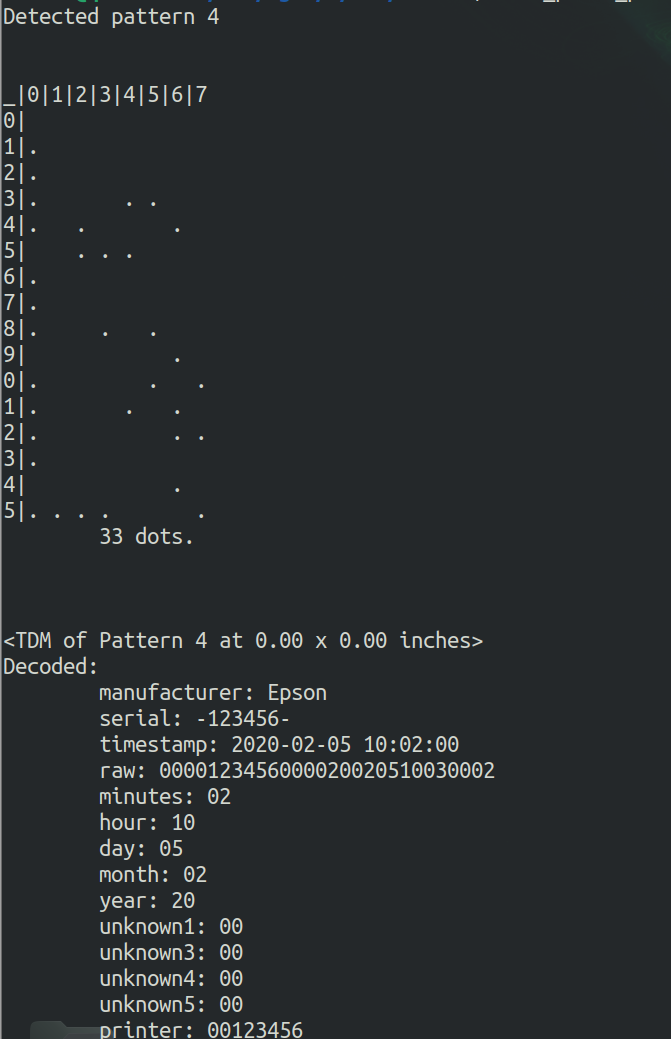 Detected pattern 4
_|0|1|2|3|4|5|6|7
0|
1|.
2|.
3|.       . .
4|.   .       .
5|    . . .
6|.
7|.
8|.     .   .
9|            .
0|.         .   .
1|.       .   .
2|.           . .
3|.
4|            .
5|. . . .       .
        33 dots.
<TDM of Pattern 4 at 0.00 x 0.00 inches>
Decoded:
        manufacturer: Epson
        serial: -123456-
        timestamp: 2020-02-05 10:02:00
        raw: 0000123456000020020510030002
        minutes: 02
        hour: 10
        day: 05
        month: 02
        year: 20
        unknown1: 00
        unknown3: 00
        unknown4: 00
        unknown5: 00
        printer: 00123456